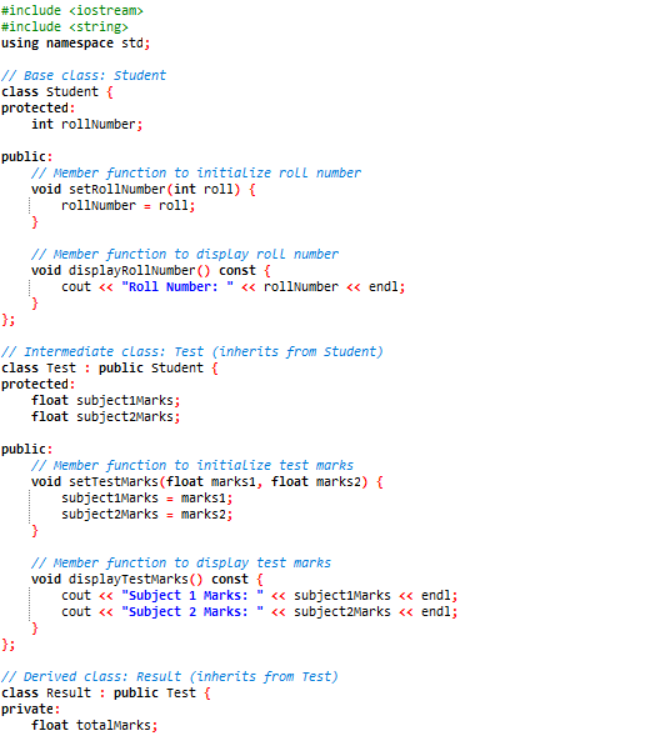 #include <iostream>
#include <string>
using namespace std;
// Base class: Student
class Student {
protected:
    int rollNumber;
public:
    // Member function to initialize roll number
    void setRollNumber(int roll) {
        rollNumber = roll;
    }
    // Member function to display roll number
    void displayRollNumber() const {
        cout << "Roll Number: " << rollNumber << endl;
    }
};
// Intermediate class: Test (inherits from Student)
class Test : public Student {
protected:
    float subject1Marks;
    float subject2Marks;
public:
    // Member function to initialize test marks
    void setTestMarks(float marks1, float marks2) {
        subject1Marks = marks1;
        subject2Marks = marks2;
    }
    // Member function to display test marks
    void displayTestMarks() const {
        cout << "Subject 1 Marks: " << subject1Marks << endl;
        cout << "Subject 2 Marks: " << subject2Marks << endl;
    }
};
// Derived class: Result (inherits from Test)
class Result : public Test {
private:
    float totalMarks;